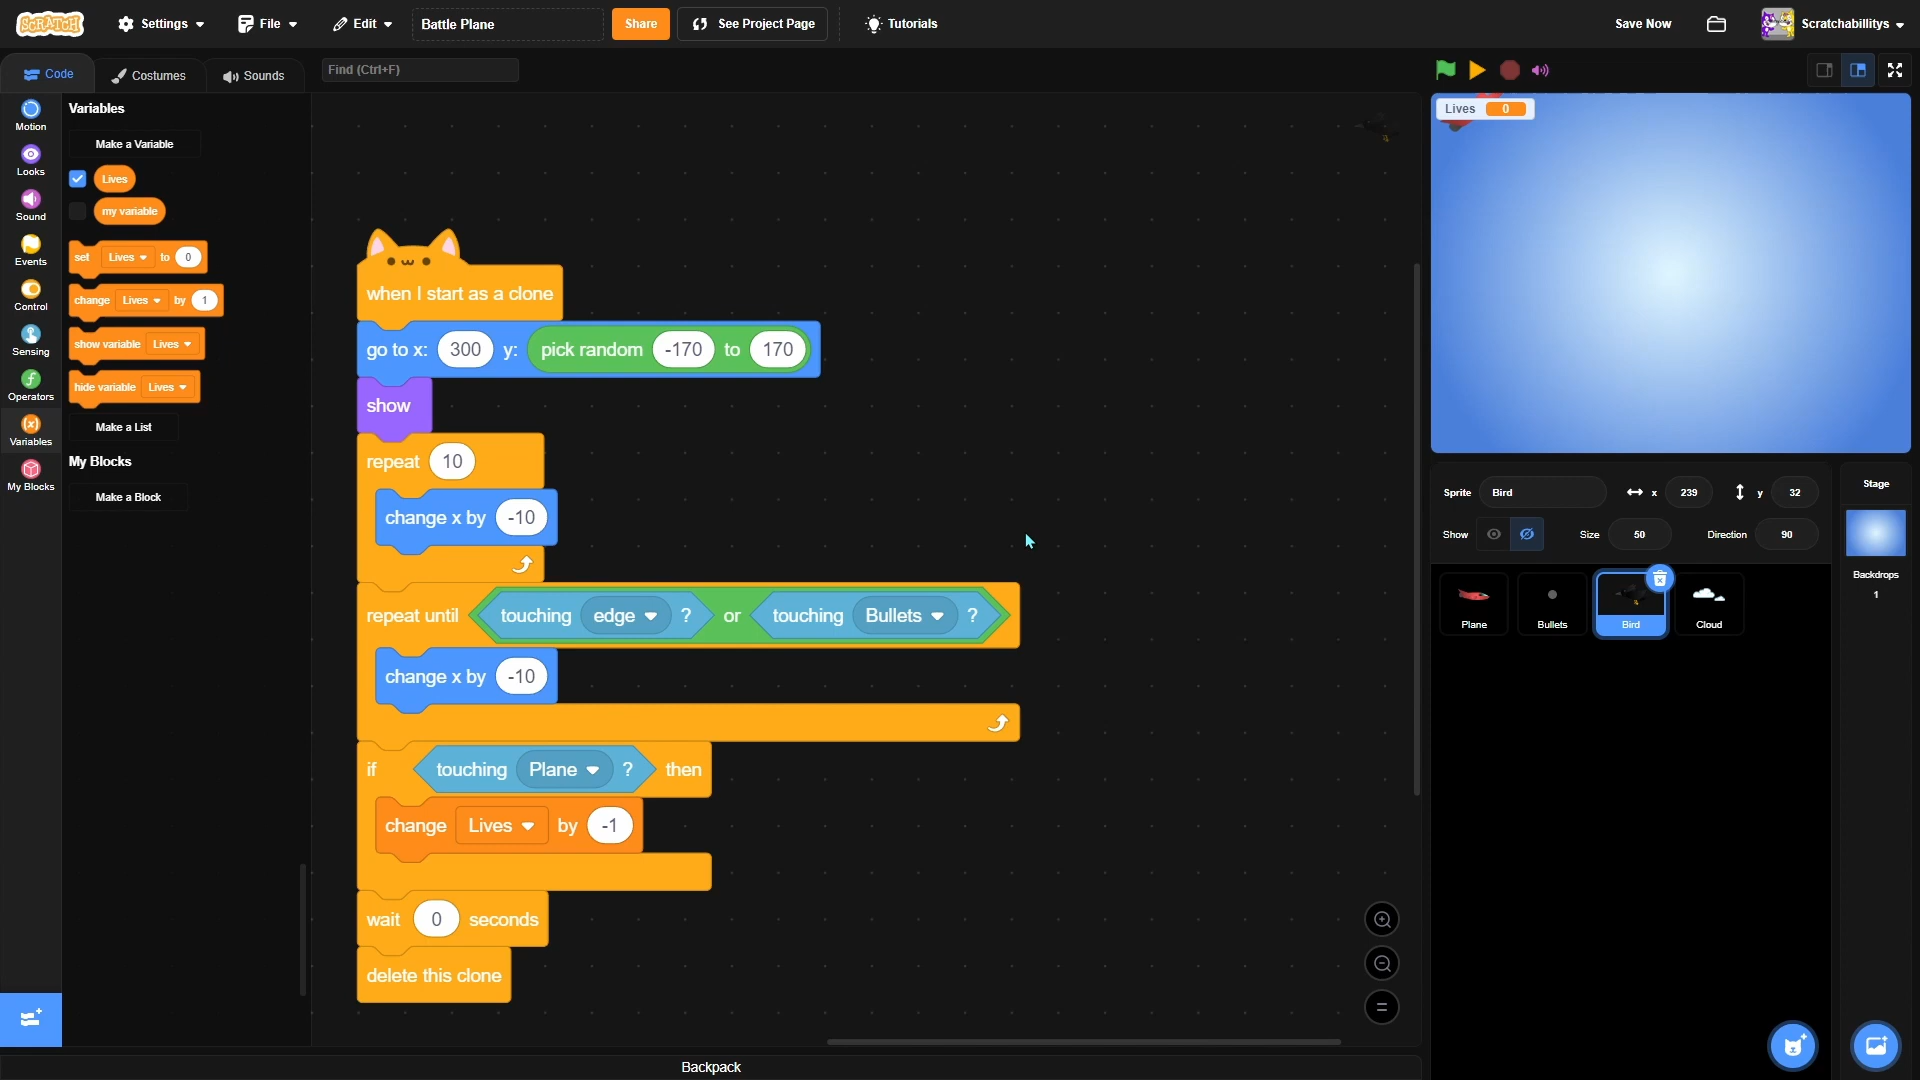 SCRATCH Settings File Edit Battle Plane Share See Project Page Tutorials Save Now Scratchabillitys
Code Costumes Sounds Find (Ctrl+F)
Motion
Looks
Sound
Events
Control
Sensing
Operators
Variables
My Blocks
Variables
Make a Variable
Lives
my variable
set Lives to 0
change Lives by 1
show variable Lives
hide variable Lives
Make a List
My Blocks
Make a Block
when I start as a clone
go to x: 300 y: pick random -170 to 170
show
repeat 10
change x by -10
repeat until touching edge ? or touching Bullets ?
change x by -10
if touching Plane ? then
change Lives by -1
wait 0 seconds
delete this clone
Backpack
Lives 0
Sprite Bird x 239 y 32
Show Size 50 Direction 90
Plane
Bullets
Bird
Cloud
Stage
Backdrops
1